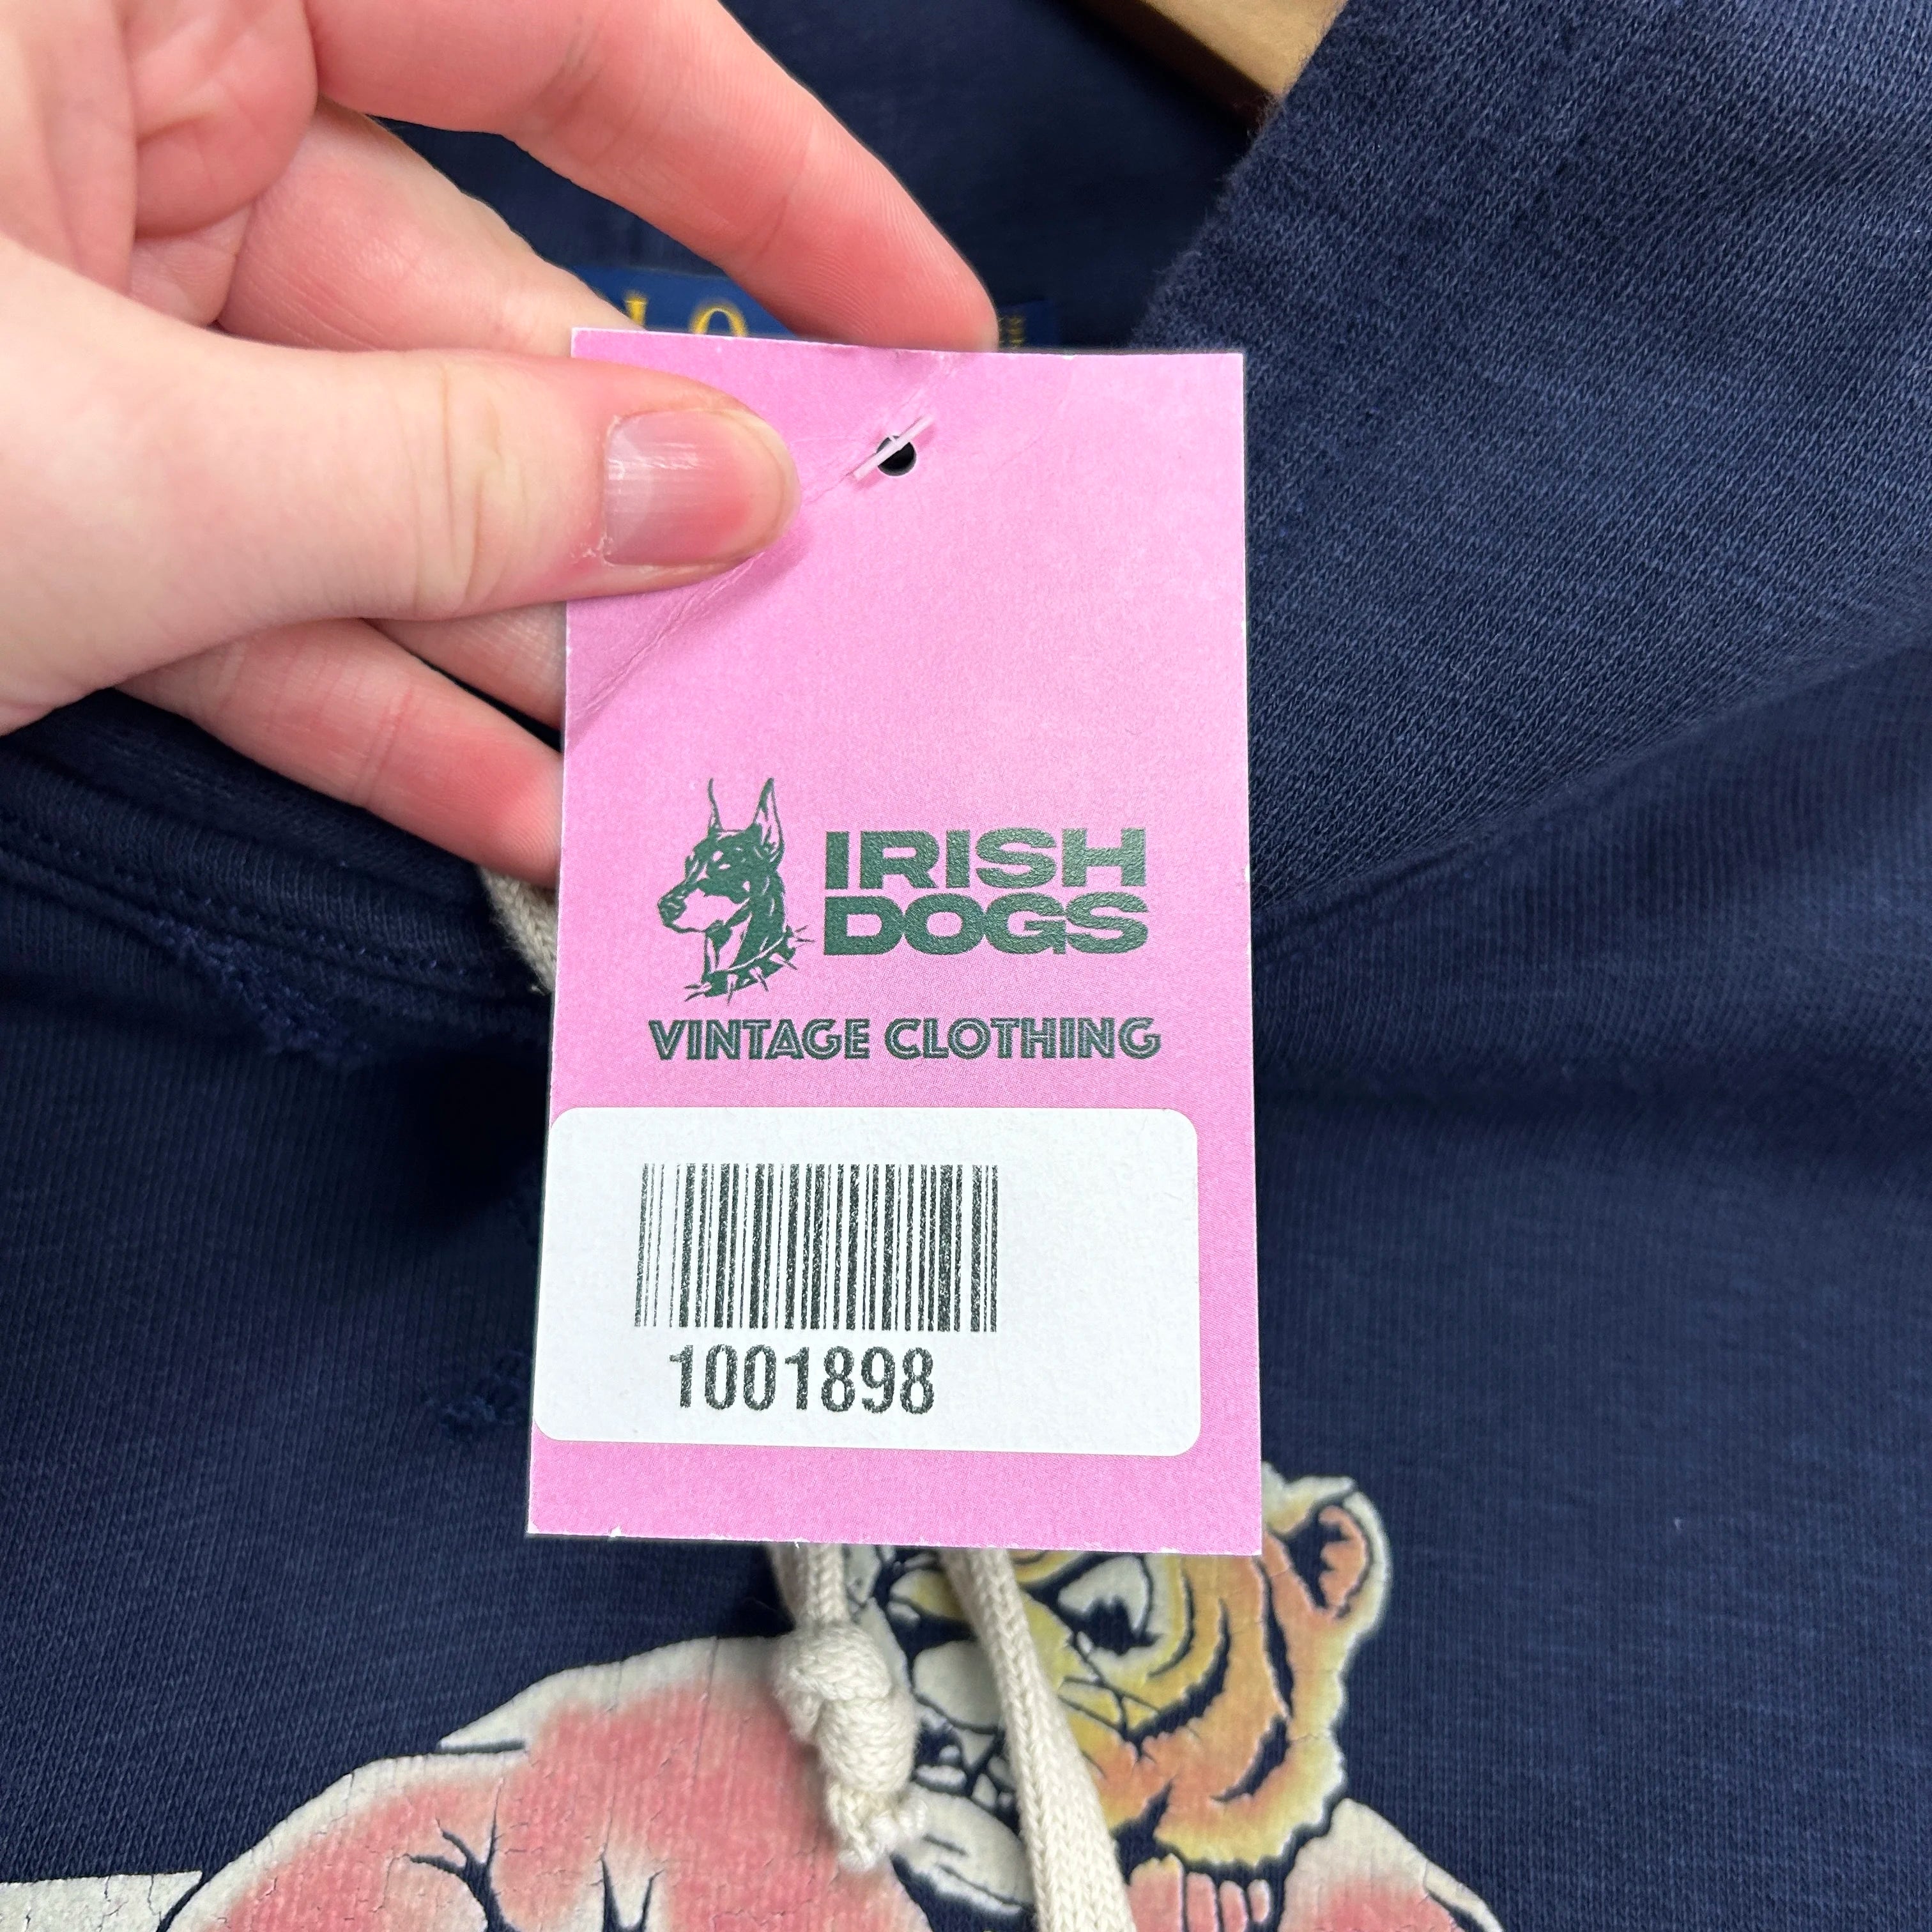 IRISH
DOGS
VINTAGE CLOTHING
1001898